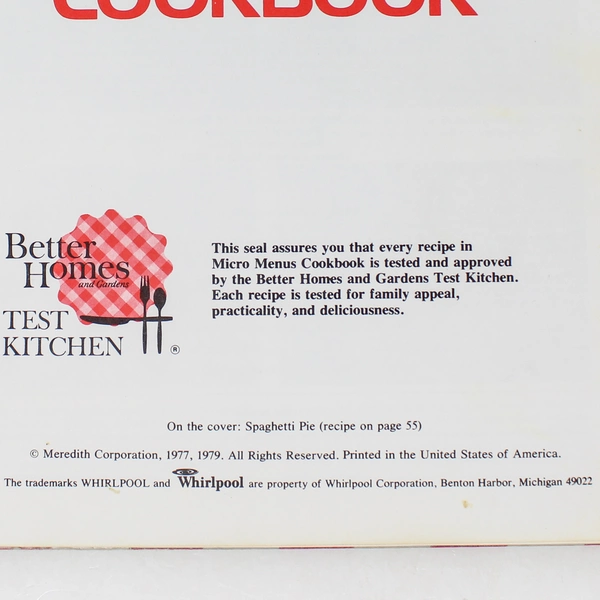 COOKBOOK
Better
Homes
and Gardens
TEST
KITCHEN ®
This seal assures you that every recipe in
Micro Menus Cookbook is tested and approved
by the Better Homes and Gardens Test Kitchen.
Each recipe is tested for family appeal,
practicality, and deliciousness.
On the cover: Spaghetti Pie (recipe on page 55)
© Meredith Corporation, 1977, 1979. All Rights Reserved. Printed in the United States of America.
The trademarks WHIRLPOOL and Whirlpool are property of Whirlpool Corporation, Benton Harbor, Michigan 49022